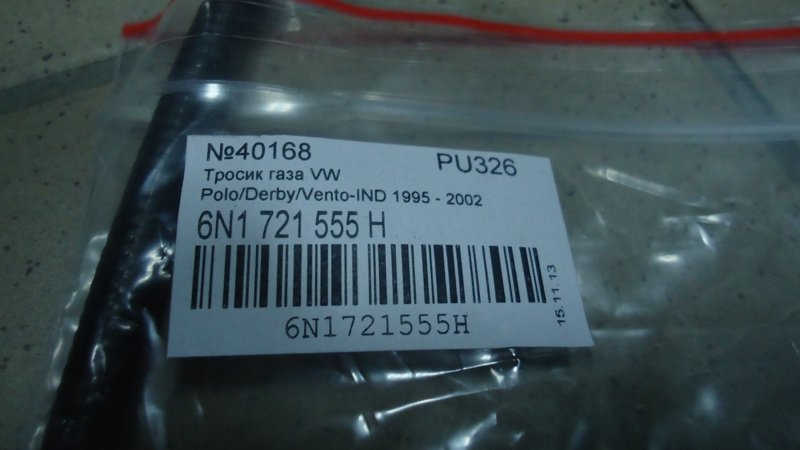 №40168 PU326
Тросик газа VW
Polo/Derby/Vento-IND 1995 - 2002
6N1 721 555 H
6N1721555H
15.11.13